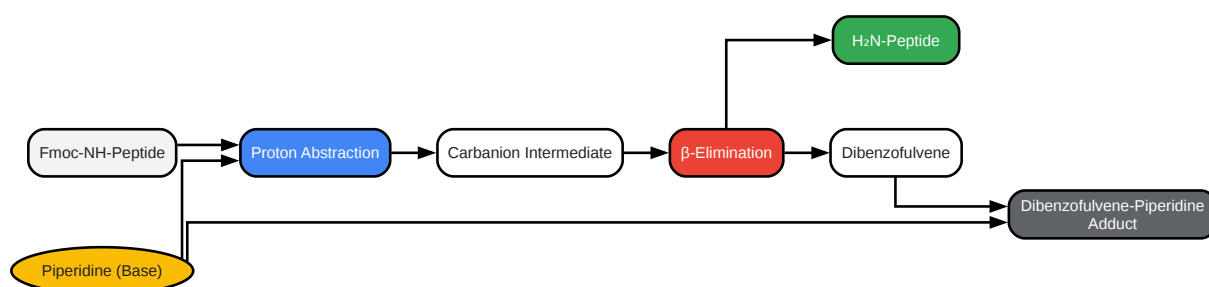 H₂N-Peptide
Fmoc-NH-Peptide
Proton Abstraction
Carbanion Intermediate
β-Elimination
Dibenzofulvene
Dibenzofulvene-Piperidine
Adduct
Piperidine (Base)